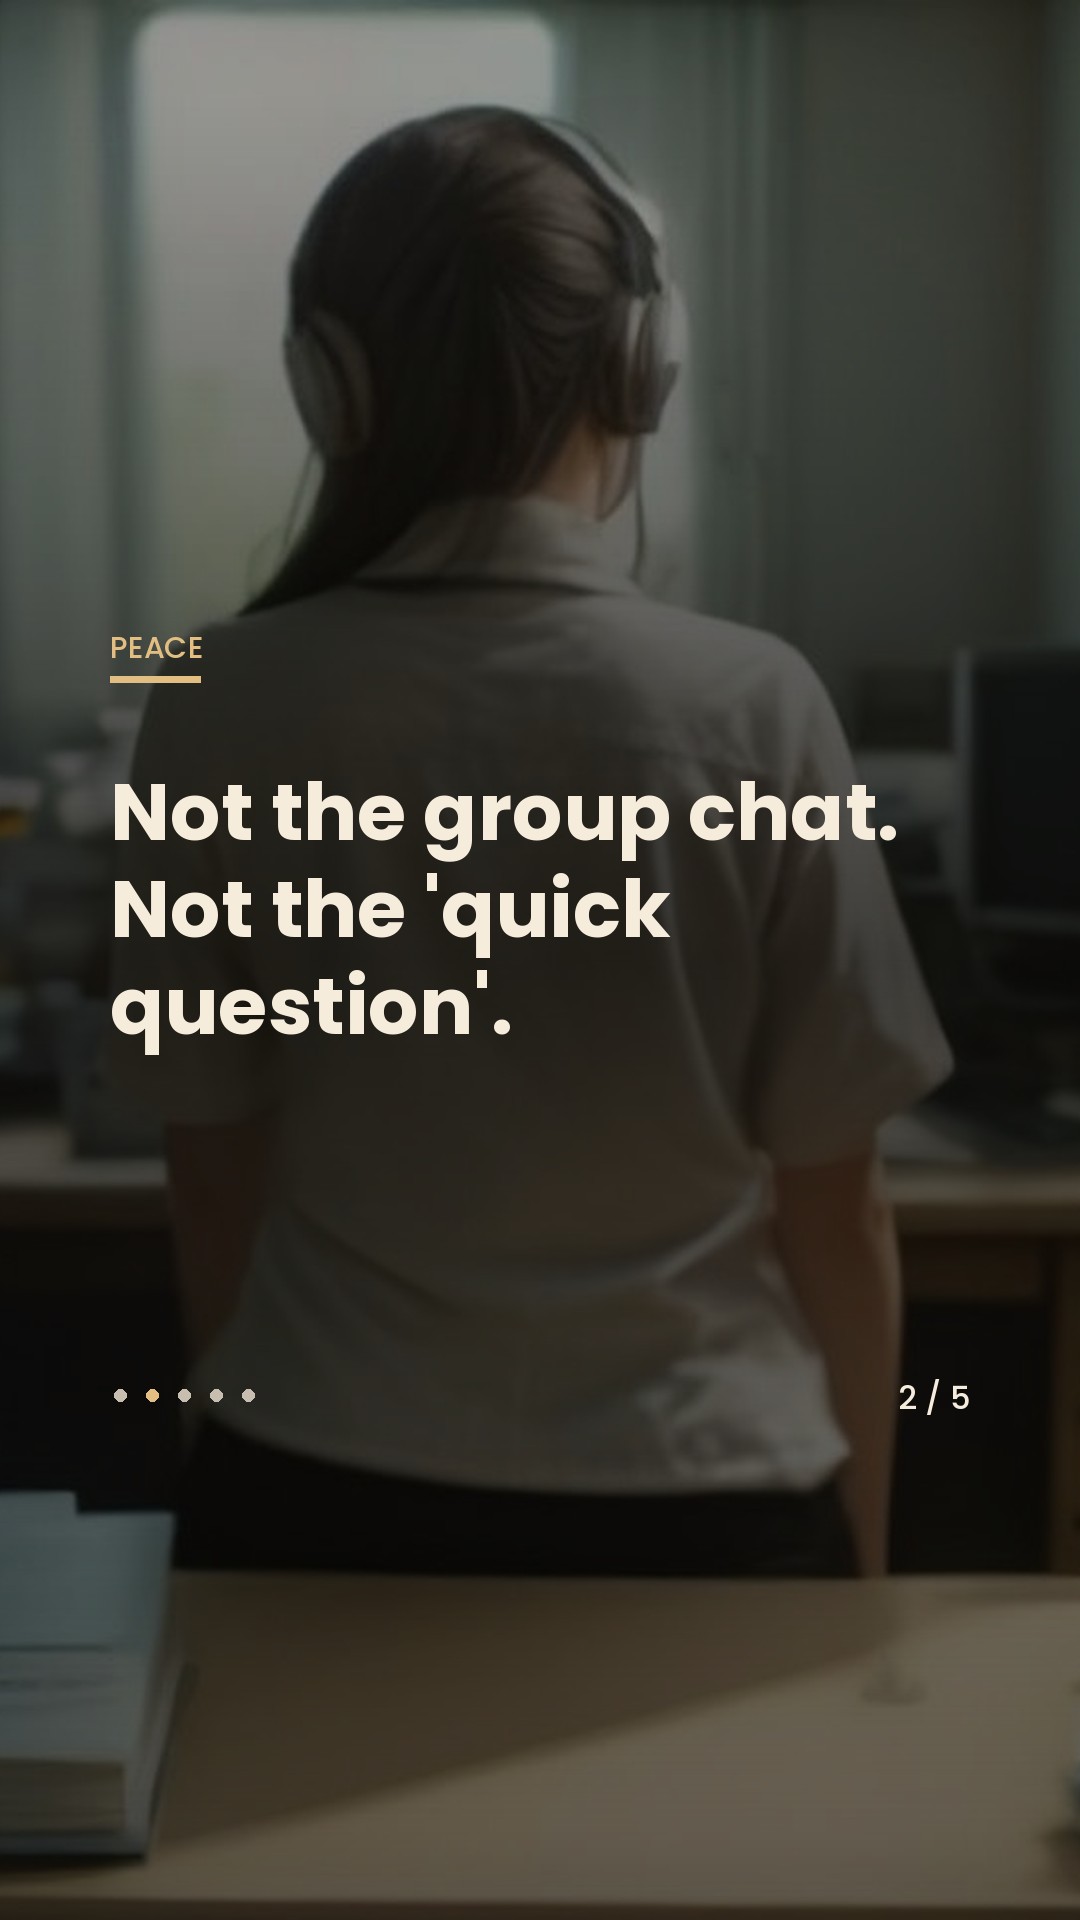 PEACE
Not the group chat.
Not the 'quick
question'.
2 / 5